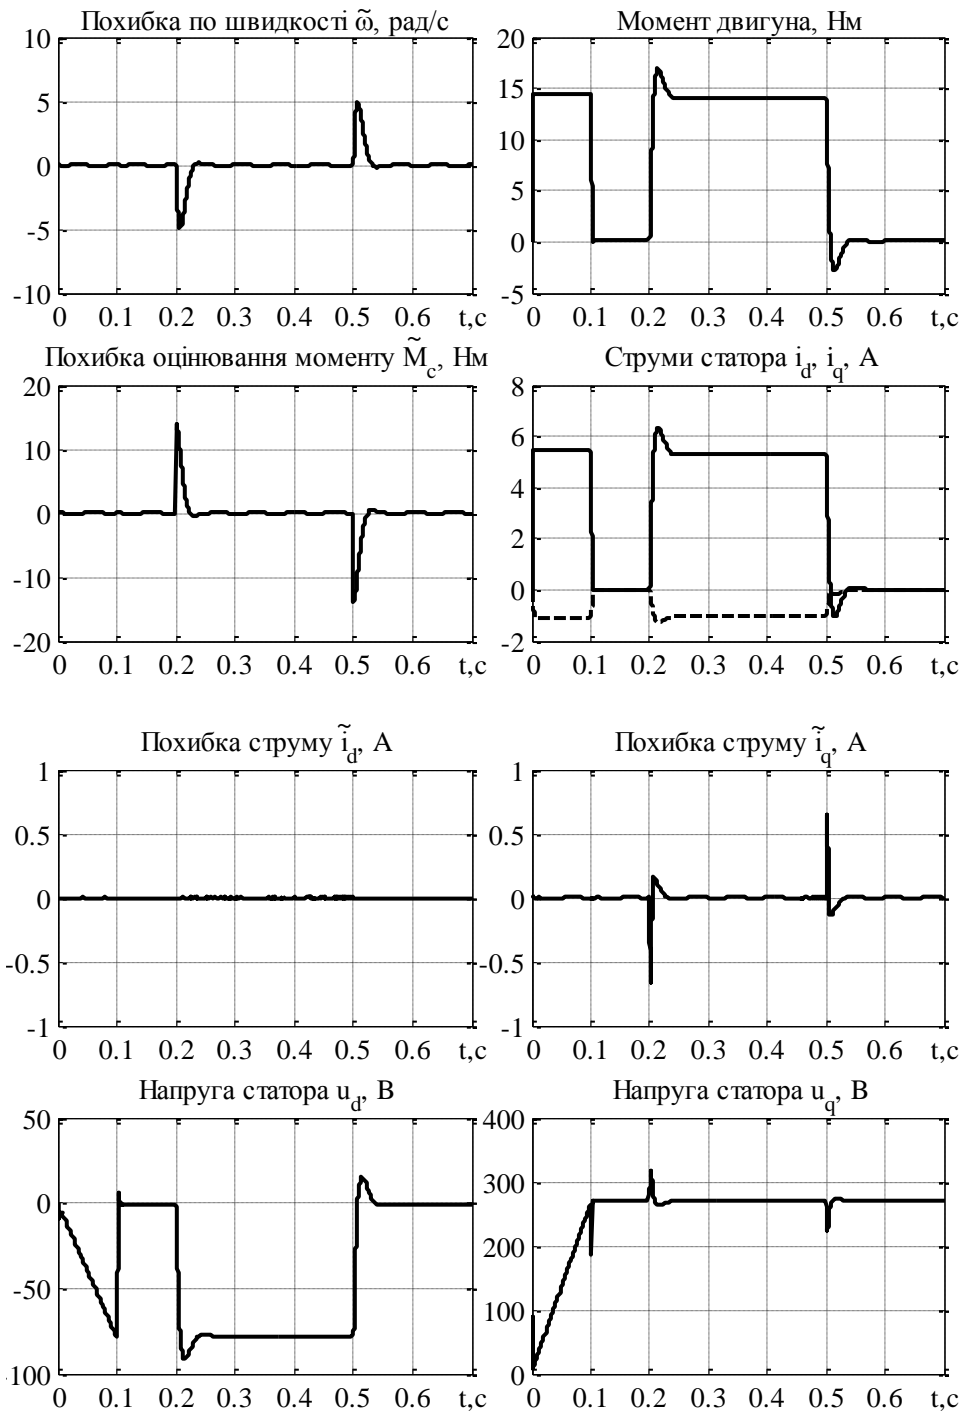 Похибка по швидкості ω̃, рад/с
10
5
0
-5
-10
0 0.1 0.2 0.3 0.4 0.5 0.6 t,c
Момент двигуна, Нм
20
15
10
5
0
-5
0 0.1 0.2 0.3 0.4 0.5 0.6 t,c
Похибка оцінювання моменту M̃c, Нм
20
10
0
-10
-20
0 0.1 0.2 0.3 0.4 0.5 0.6 t,c
Струми статора id, iq, А
8
6
4
2
0
-2
0 0.1 0.2 0.3 0.4 0.5 0.6 t,c
Похибка струму ĩd, А
1
0.5
0
-0.5
-1
0 0.1 0.2 0.3 0.4 0.5 0.6 t,c
Похибка струму ĩq, А
1
0.5
0
-0.5
-1
0 0.1 0.2 0.3 0.4 0.5 0.6 t,c
Напруга статора ud, В
50
0
-50
-100
0 0.1 0.2 0.3 0.4 0.5 0.6 t,c
Напруга статора uq, В
400
300
200
100
0
0 0.1 0.2 0.3 0.4 0.5 0.6 t,c